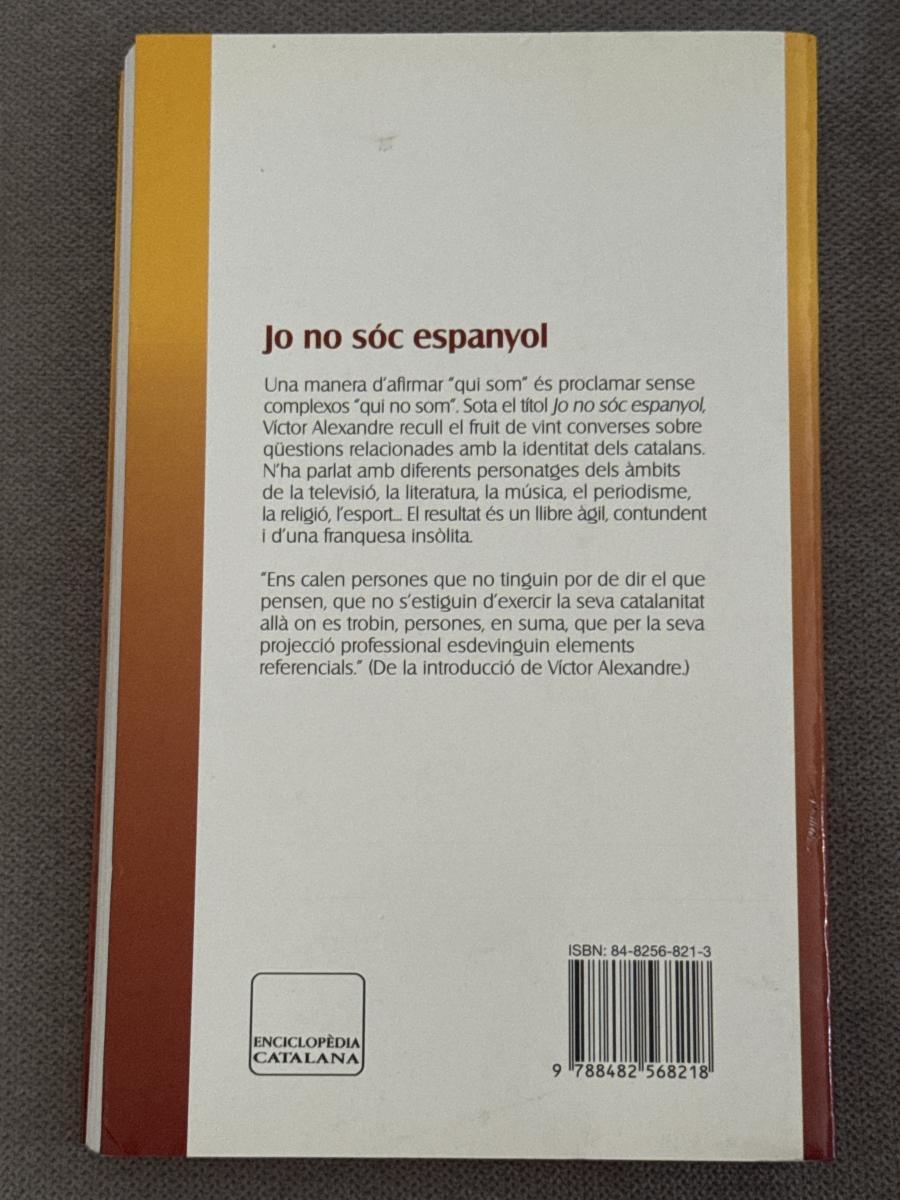 Jo no sóc espanyol
Una manera d'afirmar "qui som" és proclamar sense
complexos "qui no som". Sota el títol Jo no sóc espanyol,
Víctor Alexandre recull el fruit de vint converses sobre
qüestions relacionades amb la identitat dels catalans.
N'ha parlat amb diferents personatges dels àmbits
de la televisió, la literatura, la música, el periodisme,
la religió, l'esport... El resultat és un llibre àgil, contundent
i d'una franquesa insòlita.
"Ens calen persones que no tinguin por de dir el que
pensen, que no s'estiguin d'exercir la seva catalanitat
allà on es trobin, persones, en suma, que per la seva
projecció professional esdevinguin elements
referencials." (De la introducció de Víctor Alexandre.)
ISBN: 84-8256-821-3
9 788482 568218
ENCICLOPÈDIA
CATALANA